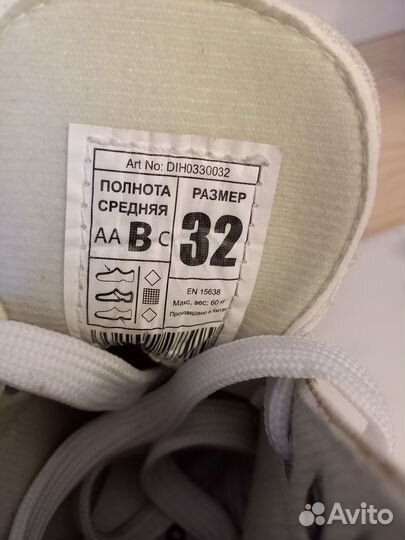 Art No: DIH0330032
ПОЛНОТА
СРЕДНЯЯ
AA B C
РАЗМЕР
32
EN 15638
Макс, вес: 60 кг
Произведено в Китае
Avito